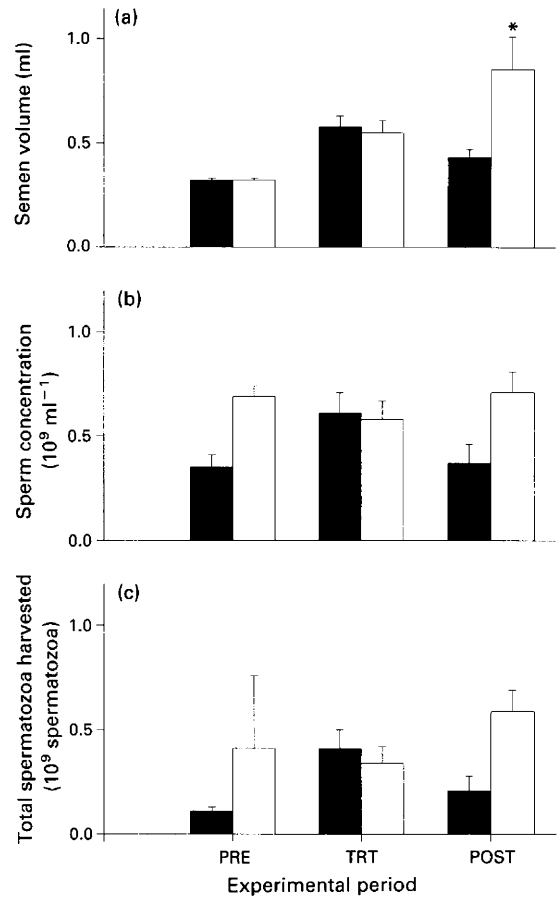 (a)
Semen volume (ml)
1.0
0.5
0.0
*
(b)
Sperm concentration
(10⁹ ml⁻¹)
1.0
0.5
0.0
(c)
Total spermatozoa harvested
(10⁹ spermatozoa)
1.0
0.5
0.0
PRE TRT POST
Experimental period